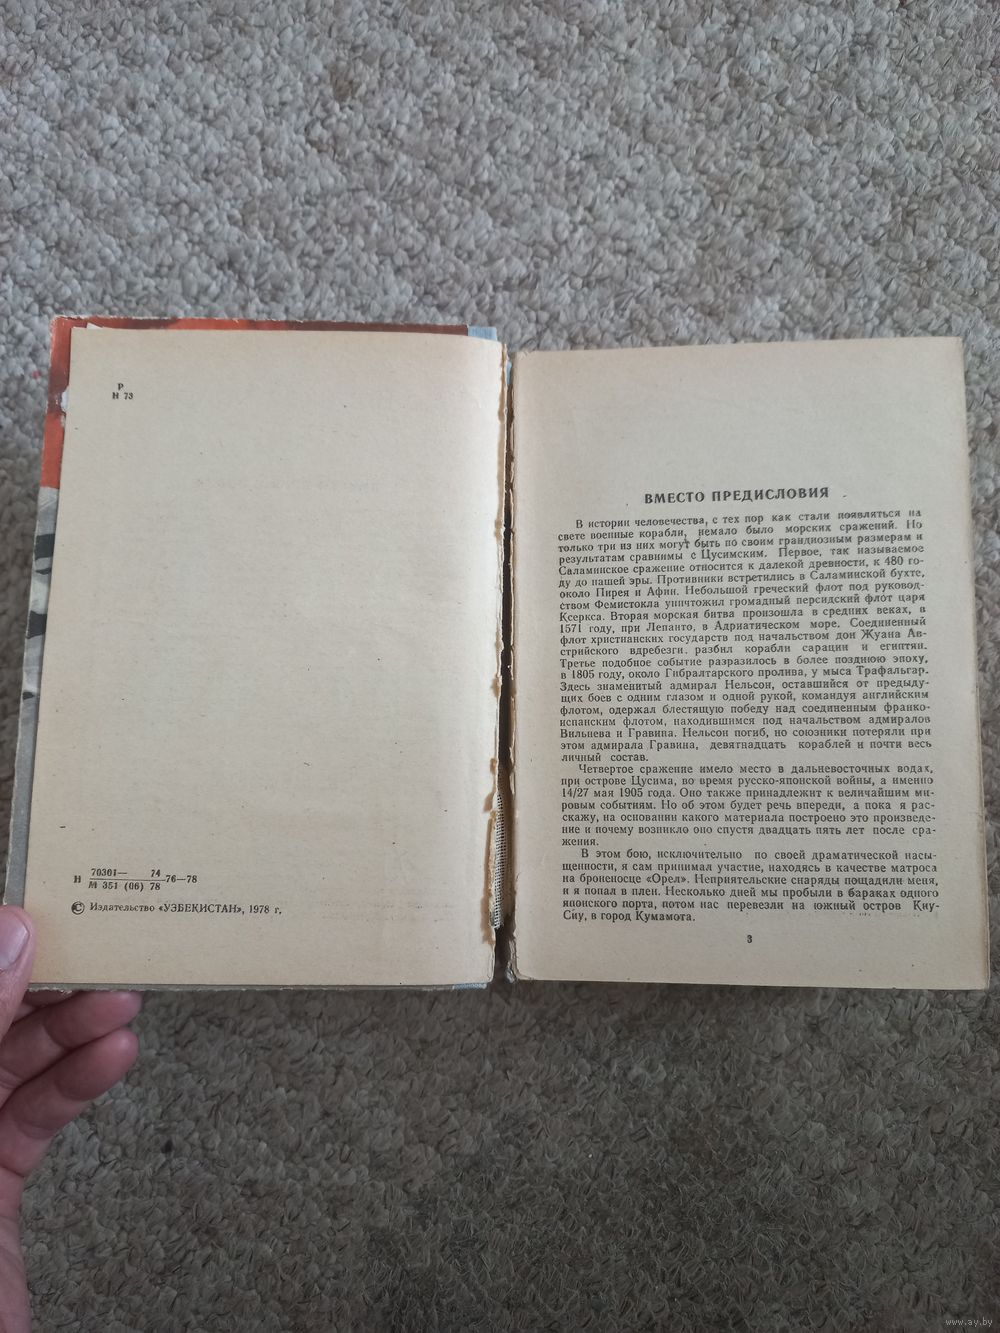 Р
Н 73
70301— 74
Н ————— 76—78
М 351 (06) 78
© Издательство «УЗБЕКИСТАН», 1978 г.
ВМЕСТО ПРЕДИСЛОВИЯ
В истории человечества, с тех пор как стали появляться на
свете военные корабли, немало было морских сражений. Но
только три из них могут быть по своим грандиозным размерам и
результатам сравнимы с Цусимским. Первое, так называемое
Саламинское сражение относится к далекой древности, к 480 го-
ду до нашей эры. Противники встретились в Саламинской бухте,
около Пирея и Афин. Небольшой греческий флот под руковод-
ством Фемистокла уничтожил громадный персидский флот царя
Ксеркса. Вторая морская битва произошла в средних веках, в
1571 году, при Лепанто, в Адриатическом море. Соединенный
флот христианских государств под начальством дон Жуана Ав-
стрийского вдребезги разбил корабли сарацин и египтян.
Третье подобное событие разразилось в более позднюю эпоху,
в 1805 году, около Гибралтарского пролива, у мыса Трафальгар.
Здесь знаменитый адмирал Нельсон, оставшийся от предыду-
щих боев с одним глазом и одной рукой, командуя английским
флотом, одержал блестящую победу над соединенным франко-
испанским флотом, находившимся под начальством адмиралов
Вильнева и Гравина. Нельсон погиб, но союзники потеряли при
этом адмирала Гравина, девятнадцать кораблей и почти весь
личный состав.
Четвертое сражение имело место в дальневосточных водах,
при острове Цусима, во время русско-японской войны, а именно
14/27 мая 1905 года. Оно также принадлежит к величайшим ми-
ровым событиям. Но об этом будет речь впереди, а пока я рас-
скажу, на основании какого материала построено это произведе-
ние и почему возникло оно спустя двадцать пять лет после сра-
жения.
В этом бою, исключительно по своей драматической насы-
щенности, я сам принимал участие, находясь в качестве матроса
на броненосце «Орел». Неприятельские снаряды пощадили меня,
и я попал в плен. Несколько дней мы пробыли в бараках одного
японского порта, потом нас перевезли на южный остров Киу-
Сиу, в город Кумамота.
3
www.ay.by